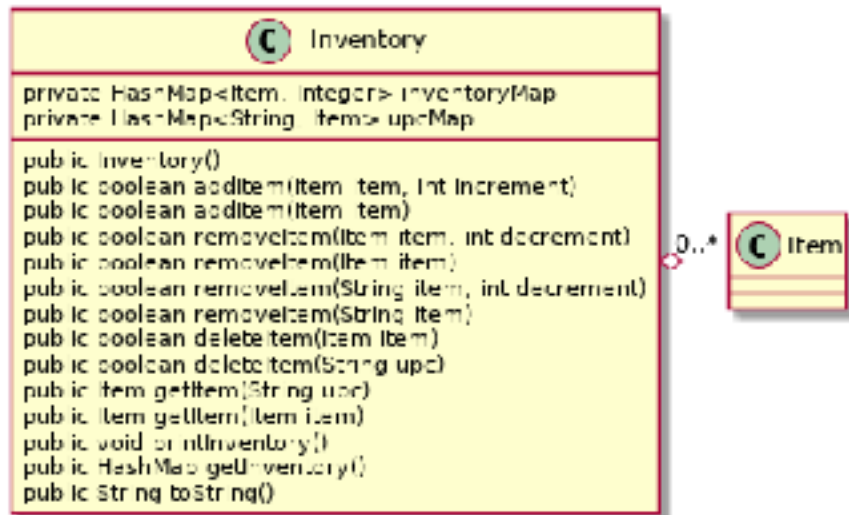 C Inventory
private HashMap<Item, Integer> inventoryMap
private HashMap<String, Item> upcMap
public Inventory()
public boolean addItem(Item item, int increment)
public boolean addItem(Item item)
public boolean removeItem(Item item, int decrement)
public boolean removeItem(Item item)
public boolean removeItem(String item, int decrement)
public boolean removeItem(String item)
public boolean deleteItem(Item item)
public boolean deleteItem(String upc)
public Item getItem(String upc)
public Item getItem(Item item)
public void printInventory()
public HashMap getInventory()
public String toString()
0..*
C Item